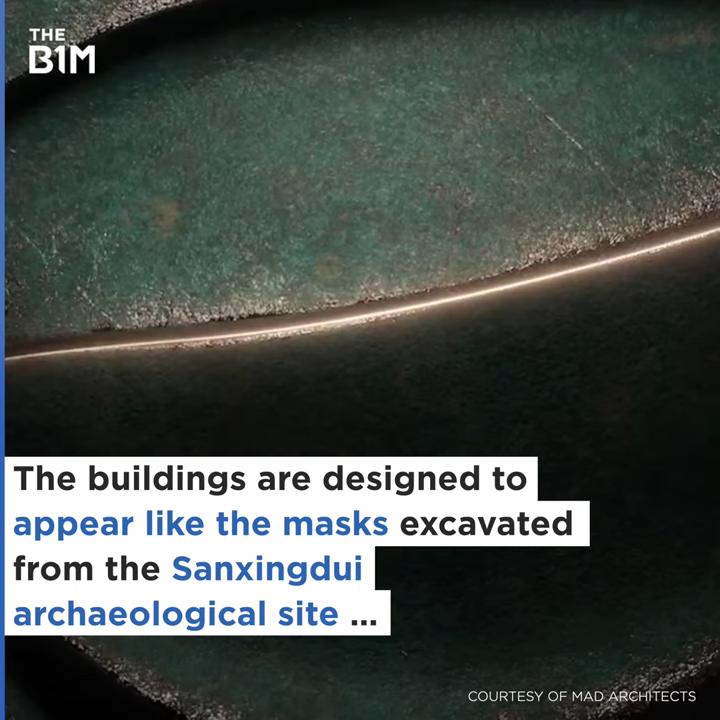 THE
B1M
The buildings are designed to
appear like the masks excavated
from the Sanxingdui
archaeological site ...
COURTESY OF MAD ARCHITECTS